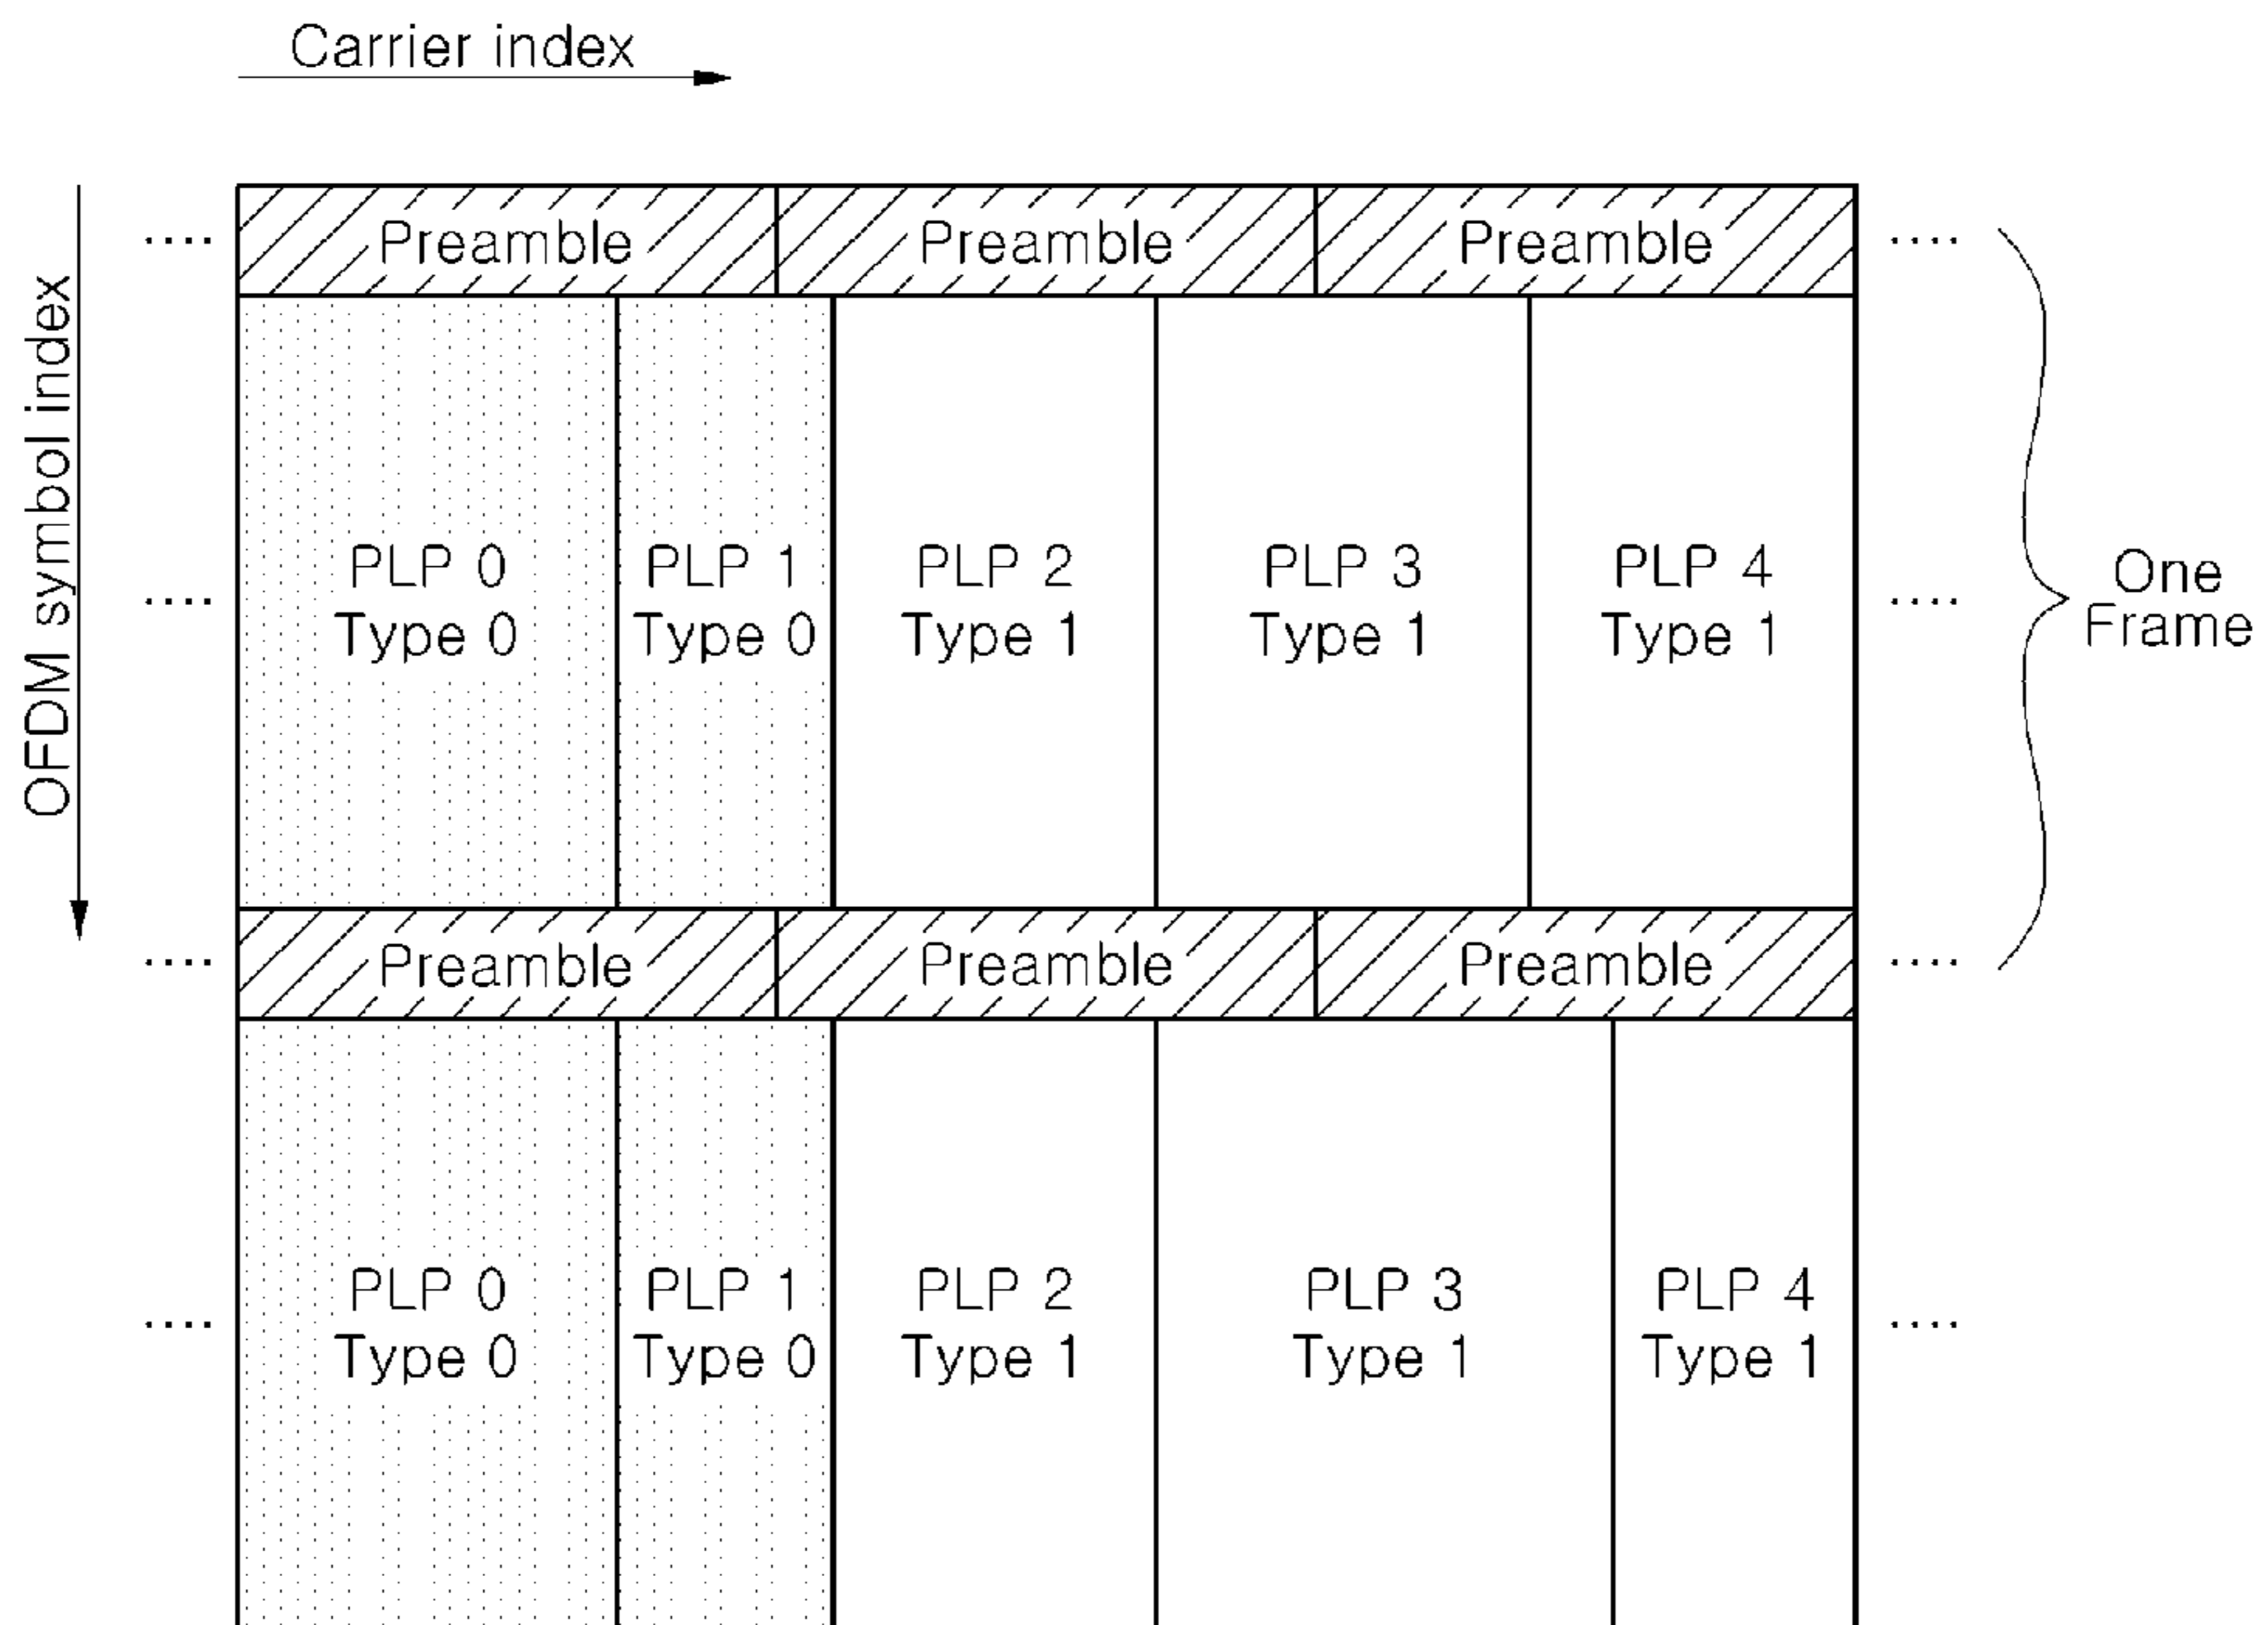 Carrier index
OFDM symbol index
.... Preamble Preamble Preamble ....
.... PLP 0 PLP 1 PLP 2 PLP 3 PLP 4 ....
Type 0 Type 0 Type 1 Type 1 Type 1
One
Frame
.... Preamble Preamble Preamble ....
.... PLP 0 PLP 1 PLP 2 PLP 3 PLP 4 ....
Type 0 Type 0 Type 1 Type 1 Type 1